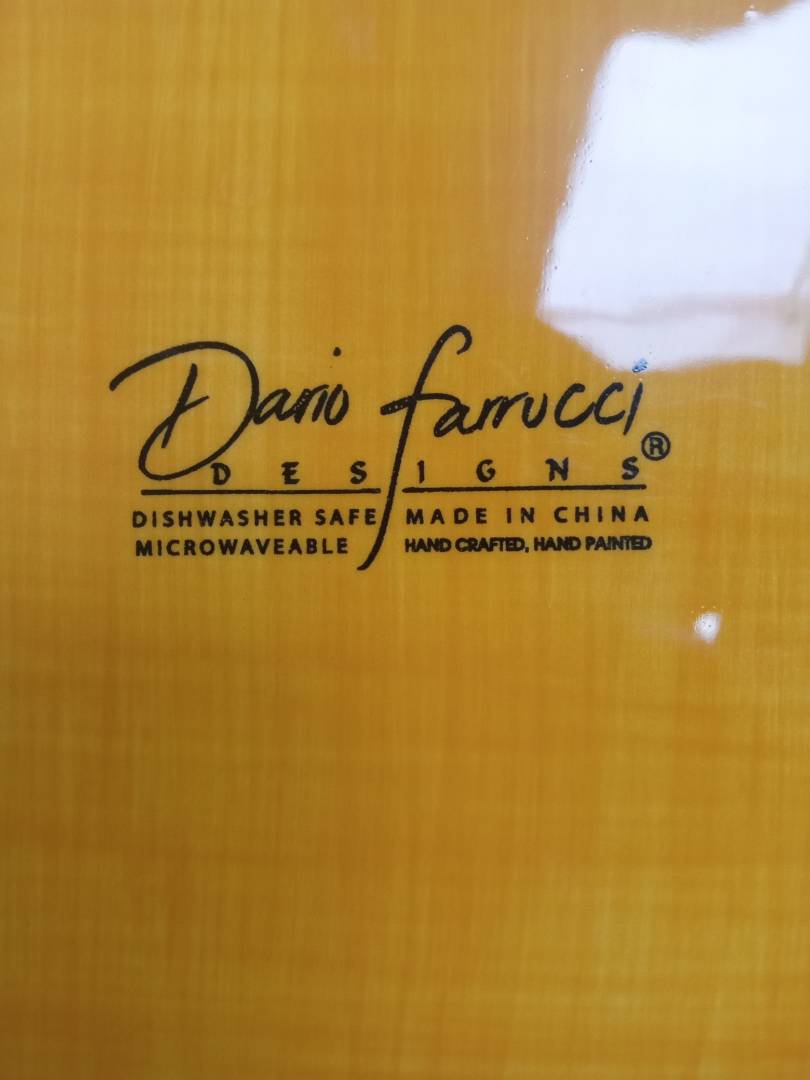 Dario farrucci
DESIGNS®
DISHWASHER SAFE MADE IN CHINA
MICROWAVEABLE HAND CRAFTED, HAND PAINTED